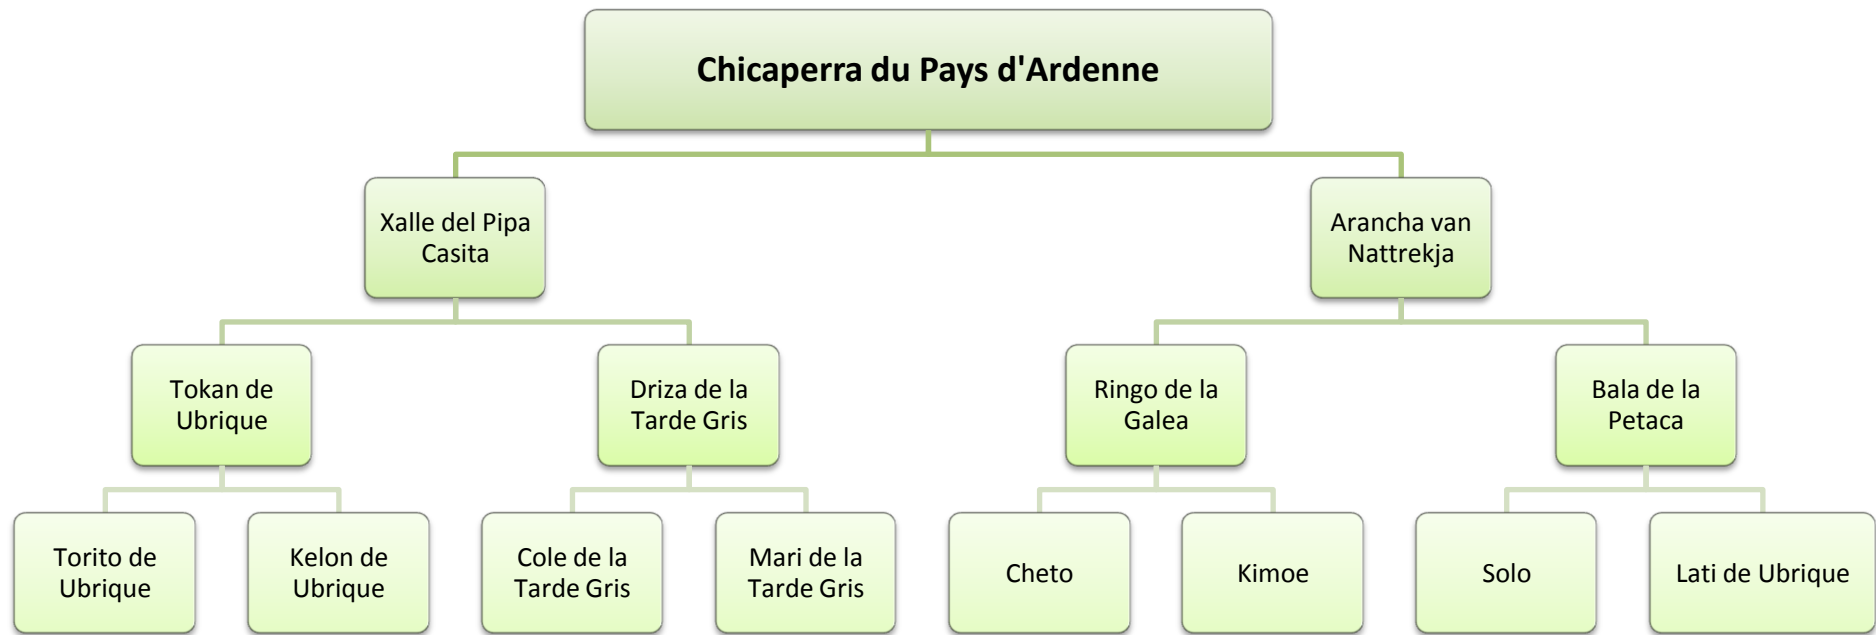 Chicaperra du Pays d'Ardenne
Xalle del Pipa
Casita
Arancha van
Nattrekja
Tokan de
Ubrique
Driza de la
Tarde Gris
Ringo de la
Galea
Bala de la
Petaca
Torito de
Ubrique
Kelon de
Ubrique
Cole de la
Tarde Gris
Mari de la
Tarde Gris
Cheto
Kimoe
Solo
Lati de Ubrique